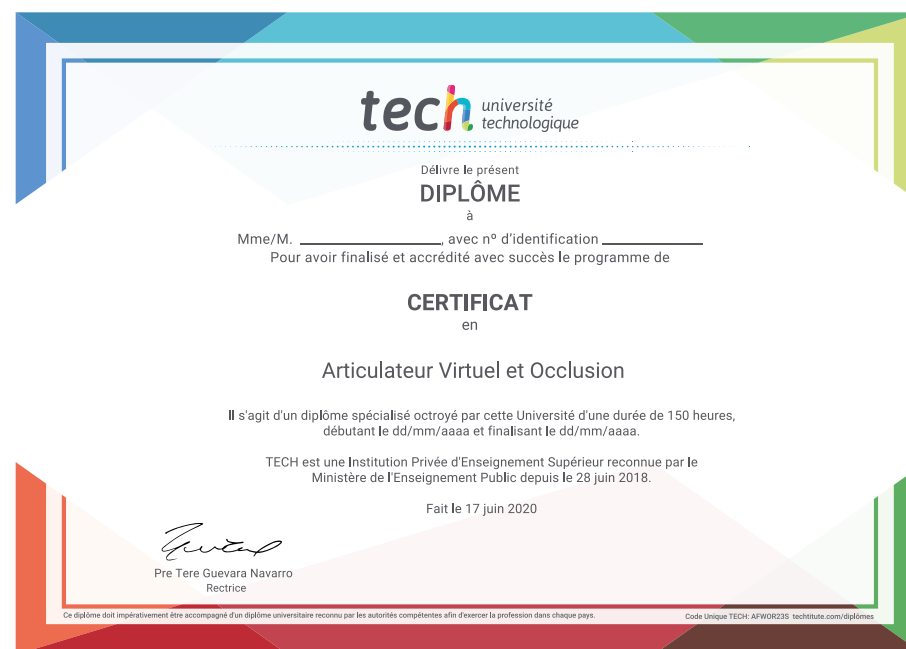 tech université
technologique
Délivre le présent
DIPLÔME
à
Mme/M. ____________________, avec nº d'identification ______________
Pour avoir finalisé et accrédité avec succès le programme de
CERTIFICAT
en
Articulateur Virtuel et Occlusion
Il s'agit d'un diplôme spécialisé octroyé par cette Université d'une durée de 150 heures,
débutant le dd/mm/aaaa et finalisant le dd/mm/aaaa.
TECH est une Institution Privée d'Enseignement Supérieur reconnue par le
Ministère de l'Enseignement Public depuis le 28 juin 2018.
Fait le 17 juin 2020
Pre Tere Guevara Navarro
Rectrice
Ce diplôme doit impérativement être accompagné d'un diplôme universitaire reconnu par les autorités compétentes afin d'exercer la profession dans chaque pays.
Code Unique TECH: AFWOR23S techtitute.com/diplômes